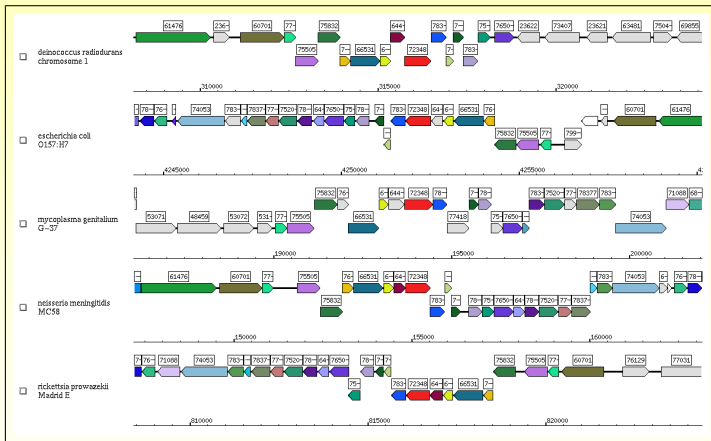 61476 236- 60701 77- 75832 644- 783- 7- 75- 7650- 23622 73407 23621 63481 7504- 69855
deinococcus radiodurans
chromosome 1
75505 7- 66531 6- 72348 7- 783-
310000 315000 320000
78- 76- 74053 783- 7837- 77- 7520- 78- 64- 7650- 75- 78- 7- 783- 72348 64- 6- 66531 76- 60701 61476
escherichia coli
O157:H7
75832 75505 77- 799-
4245000 4250000 4255000
75832 76- 6- 644- 72348 78- 7- 78- 783- 7520- 76- 78377 783- 71088 68-
mycoplasma genitalium
G-37
53071 48459 53072 531- 77- 75505 66531 77418 75- 7650-
74053
190000 195000 200000
61476 60701 77- 75505 76- 66531 6- 64- 72348 783- 74053 6- 76- 78-
neisseria meningitidis
MC58
75832 783- 7- 78- 75- 7650- 64- 78- 7520- 77- 7837-
150000 155000 160000
7- 76- 71088 74053 783- 7837- 77- 7520- 78- 64- 7650- 78- 7- 75- 75832 75505 77- 60701 76129 77031
rickettsia prowazekii
Madrid E
75- 783- 72348 64- 6- 66531 7-
810000 815000 820000